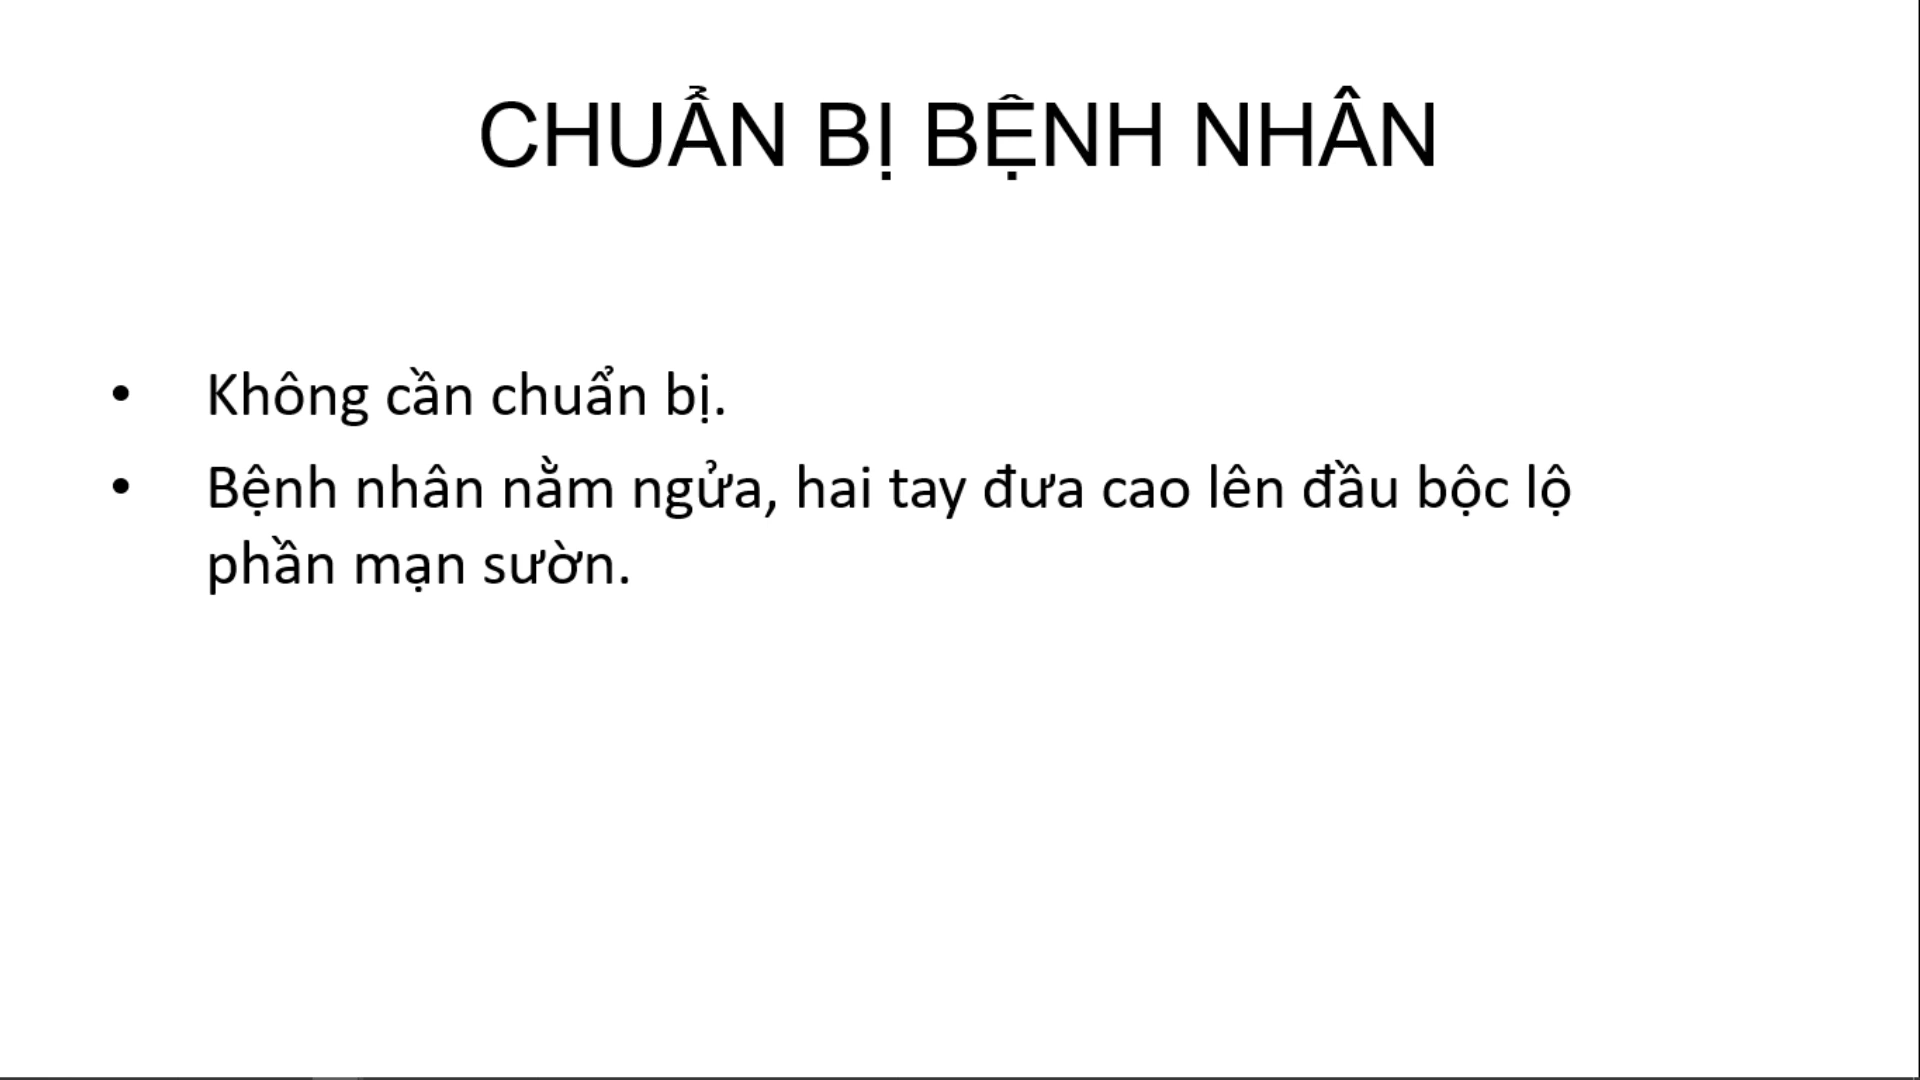 CHUẨN BỊ BỆNH NHÂN
• Không cần chuẩn bị.
• Bệnh nhân nằm ngửa, hai tay đưa cao lên đầu bộc lộ
phần mạn sườn.